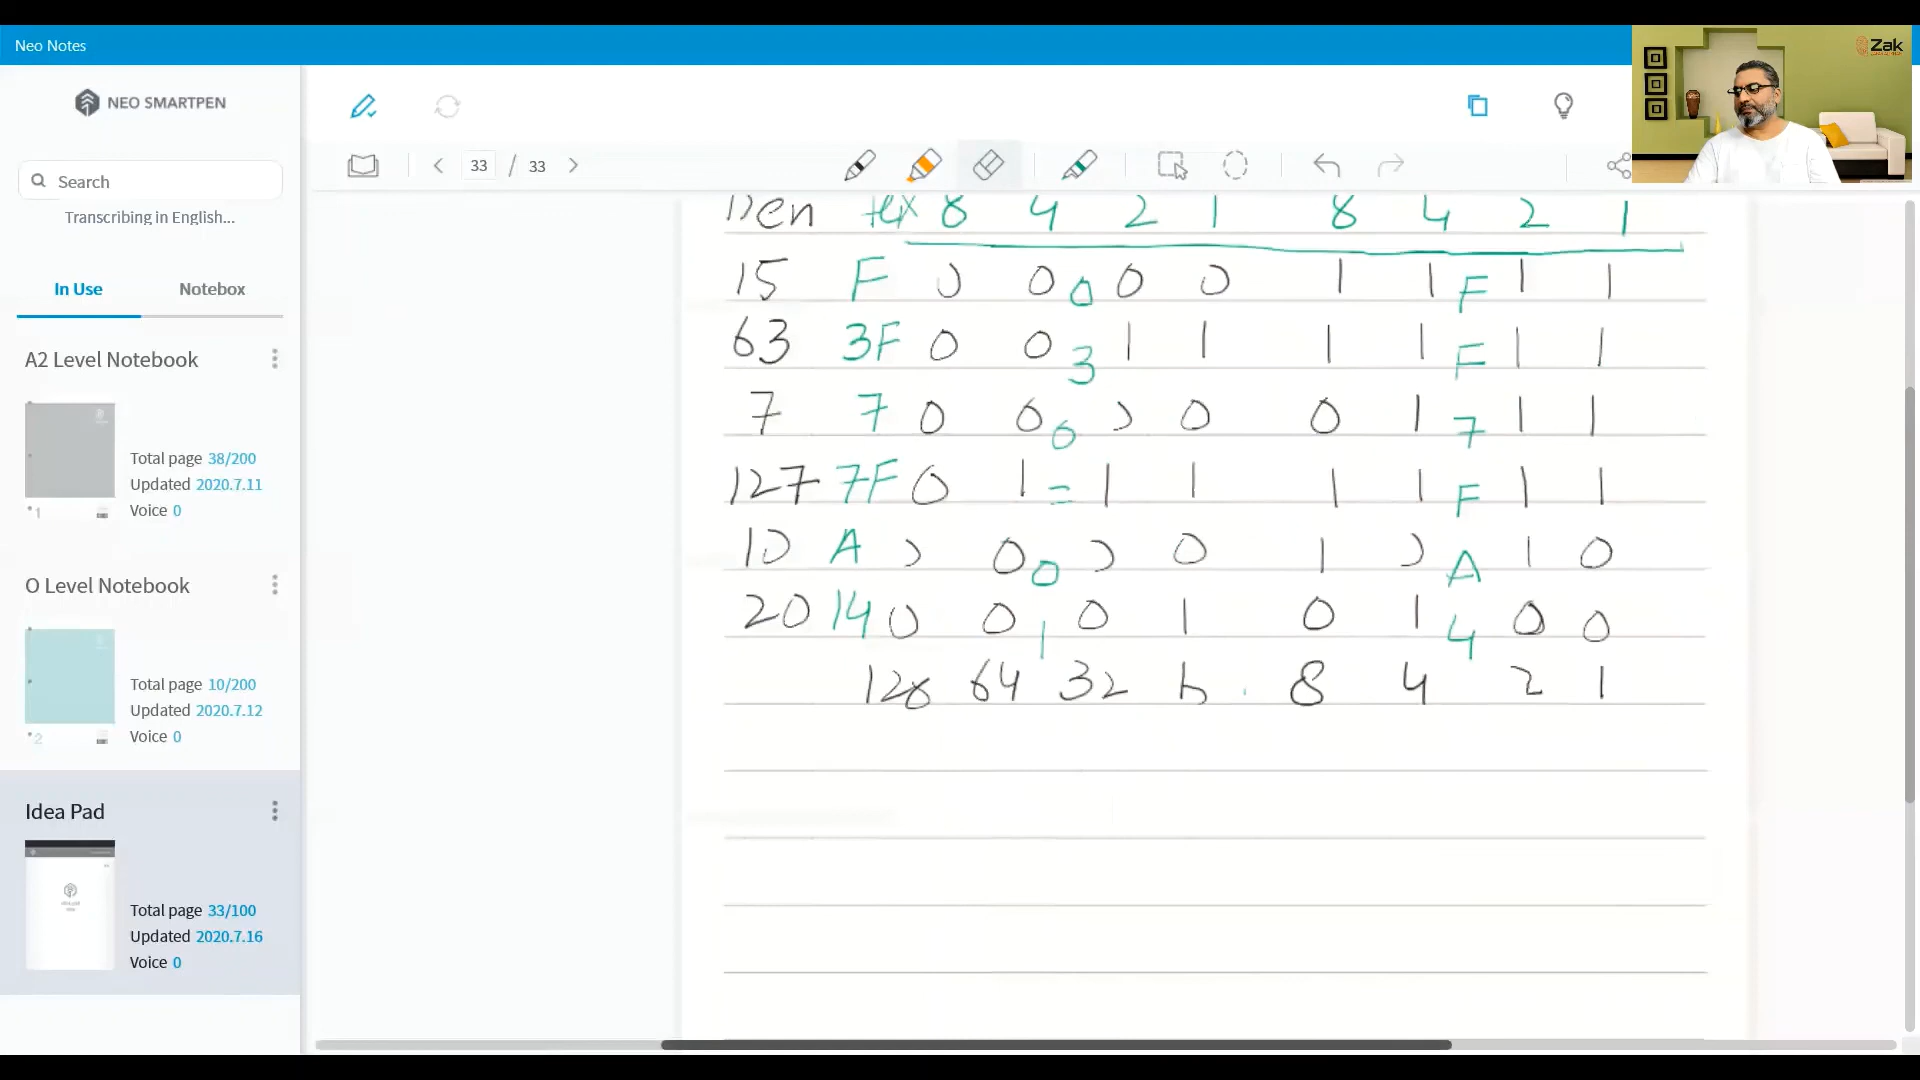 Neo Notes
Zak
NEO SMARTPEN
Search
Transcribing in English...
33 / 33
In Use Notebox
A2 Level Notebook
Total page 38/200
Updated 2020.7.11
Voice 0
1
O Level Notebook
Total page 10/200
Updated 2020.7.12
Voice 0
2
Idea Pad
Total page 33/100
Updated 2020.7.16
Voice 0
Den Hex 8 4 2 1 8 4 2 1
15 F 0 0 0 0 0 1 1 F 1 1
63 3F 0 0 3 1 1 1 1 F 1 1
7 7 0 0 0 0 0 0 1 7 1 1
127 7F 0 1 = 1 1 1 1 F 1 1
10 A 0 0 0 0 0 1 0 A 1 0
20 14 0 0 1 0 1 0 1 4 0 0
128 64 32 8 4 2 1